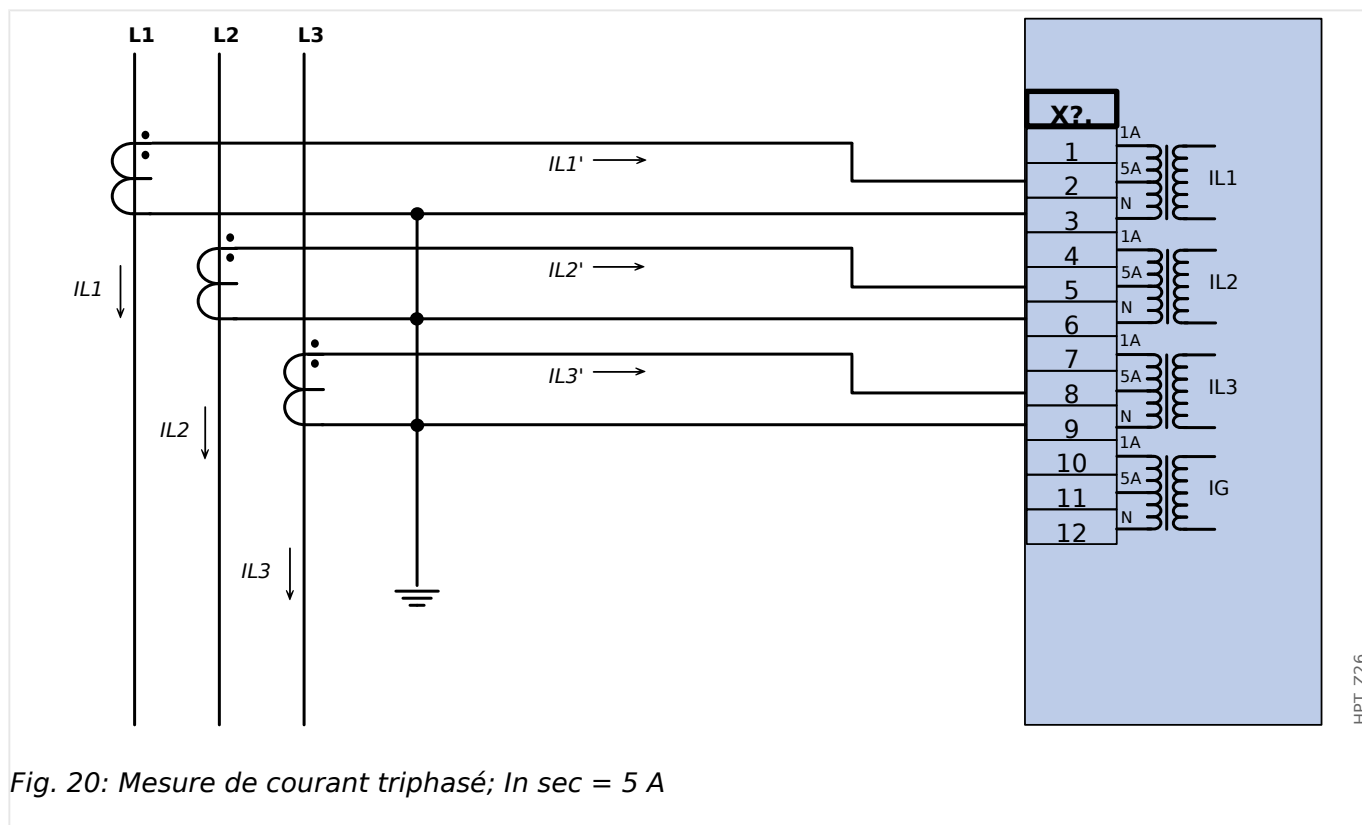 L1 L2 L3
X?.
1A
1
IL1'
5A
IL1
2
N
3
1A
4
IL2'
5A
IL2
IL1
5
N
6
1A
7
IL3'
5A
IL3
8
N
IL2
9
1A
10
5A
IG
11
N
12
IL3
HPT_Z26
Fig. 20: Mesure de courant triphasé; In sec = 5 A